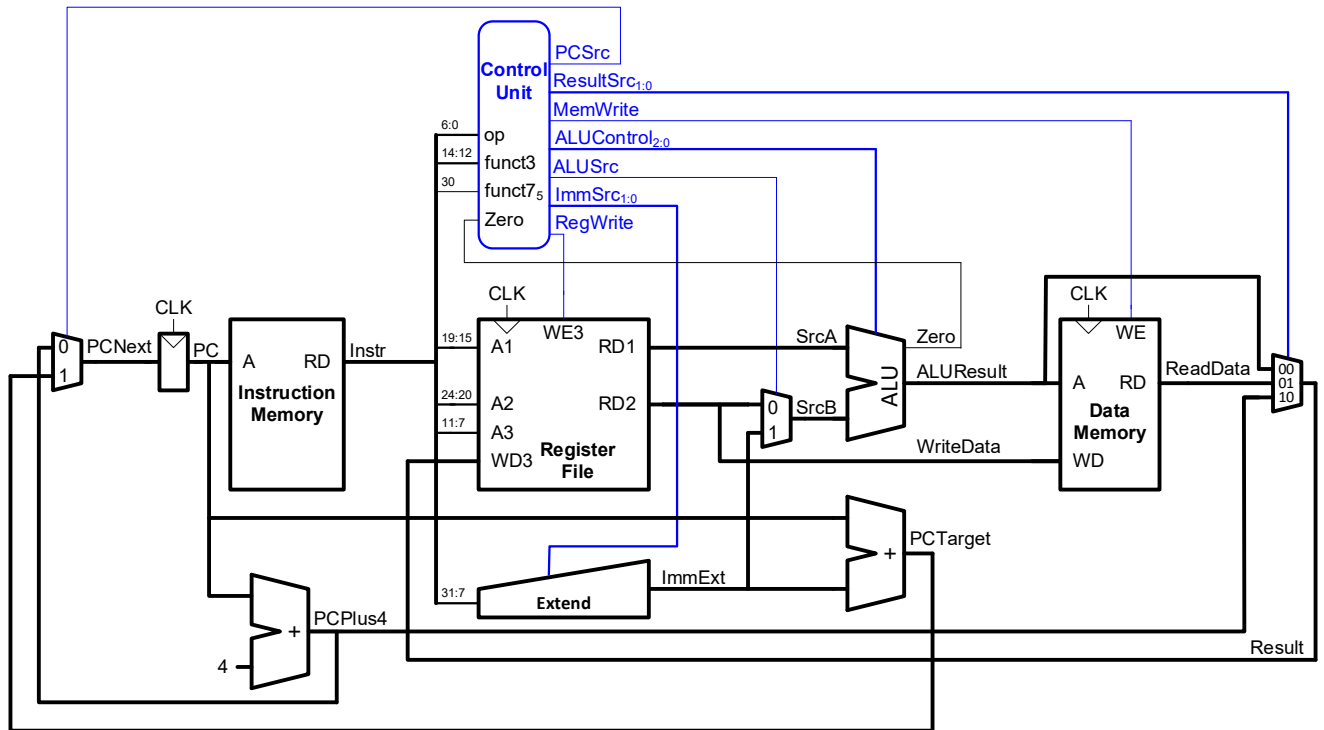 PCSrc
Control
Unit
ResultSrc1:0
MemWrite
6:0
op
ALUControl2:0
14:12
funct3
ALUSrc
30
funct75
ImmSrc1:0
Zero
RegWrite
CLK
CLK
CLK
0
1
PCNext
PC
A
RD
Instruction
Memory
Instr
19:15
A1
WE3
RD1
24:20
A2
RD2
11:7
A3
WD3
Register
File
SrcA
0
1
SrcB
ALU
Zero
ALUResult
WriteData
WE
A
RD
Data
Memory
WD
ReadData
00
01
10
+
PCTarget
31:7
Extend
ImmExt
+
PCPlus4
4
Result